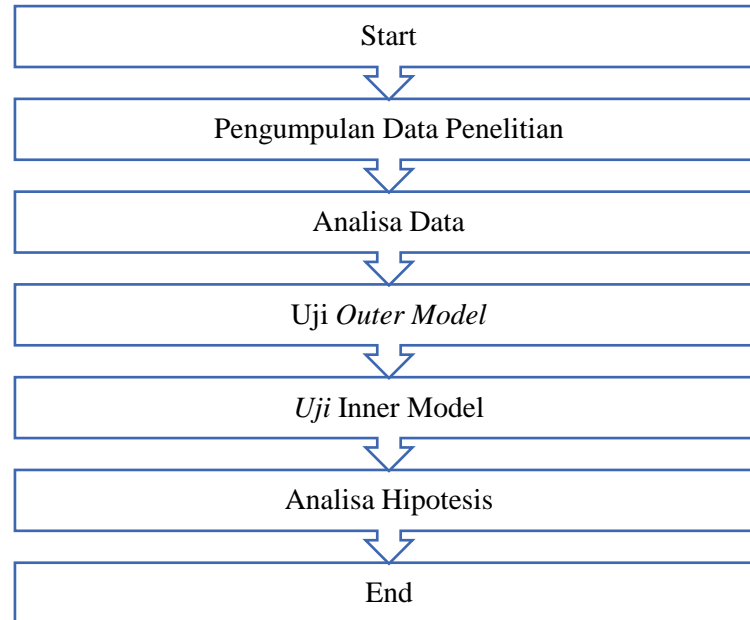 Start
Pengumpulan Data Penelitian
Analisa Data
Uji Outer Model
Uji Inner Model
Analisa Hipotesis
End